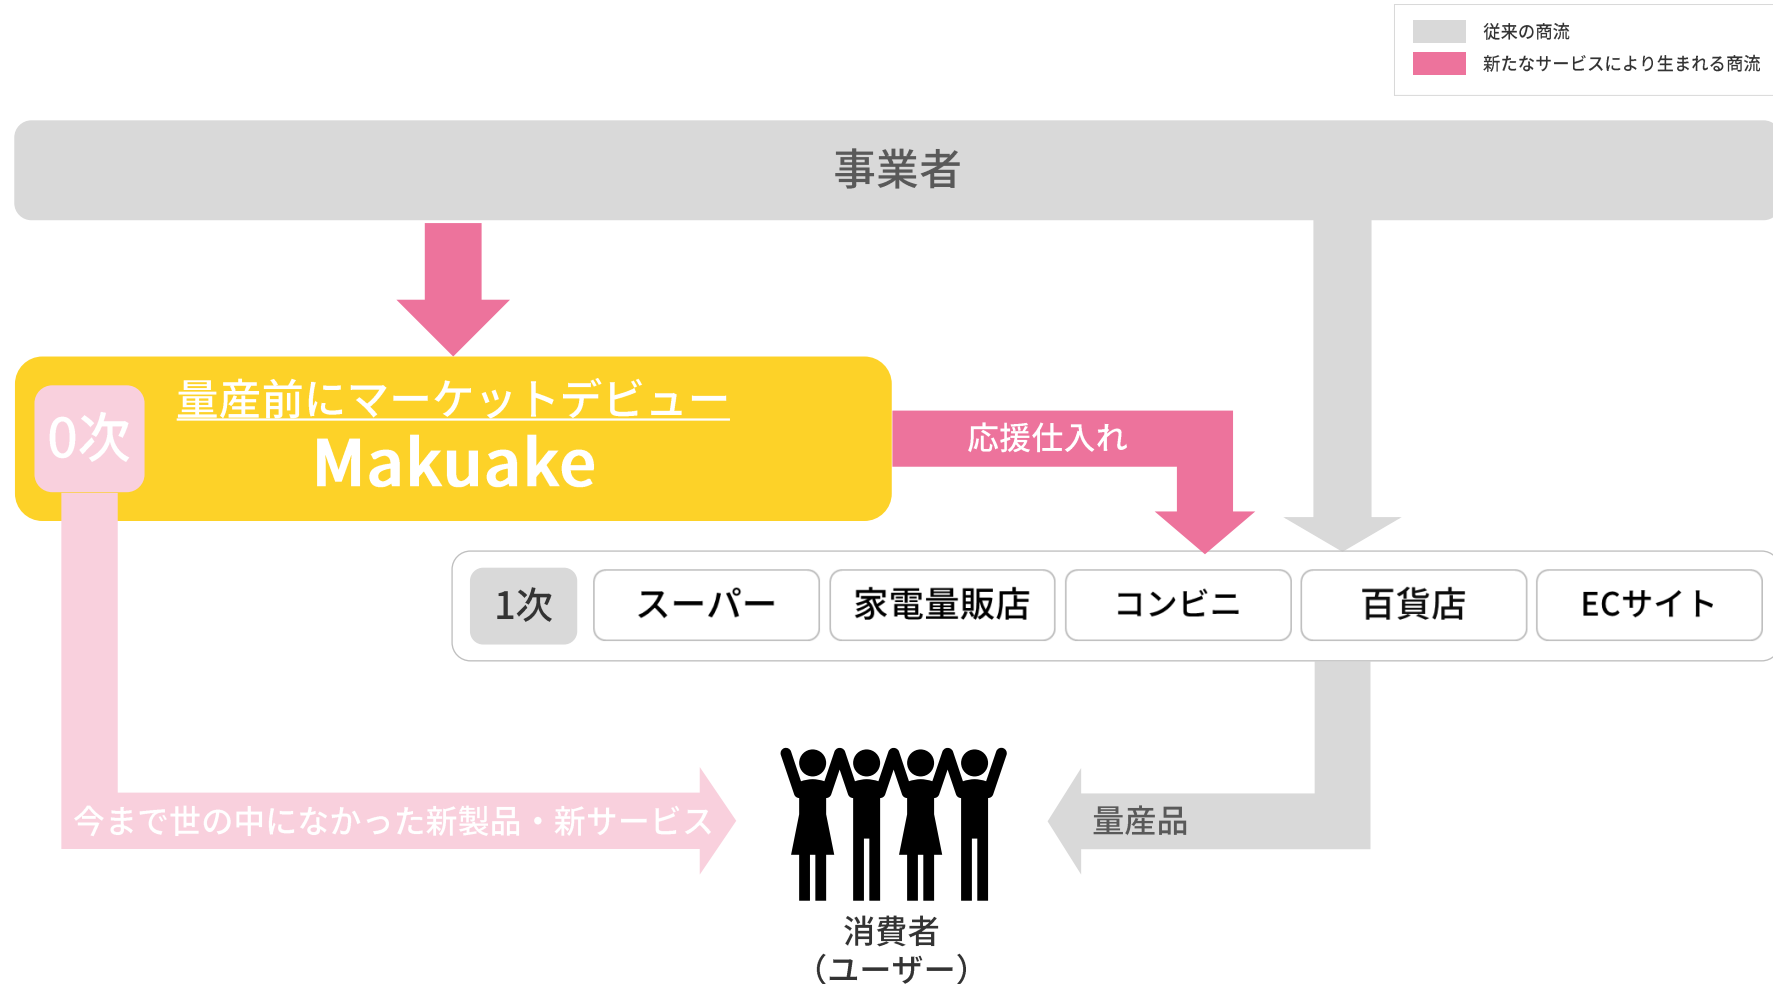 従来の商流
新たなサービスにより生まれる商流
事業者
0次
量産前にマーケットデビュー
Makuake
応援仕入れ
1次
スーパー
家電量販店
コンビニ
百貨店
ECサイト
今まで世の中になかった新製品・新サービス
量産品
消費者
（ユーザー）